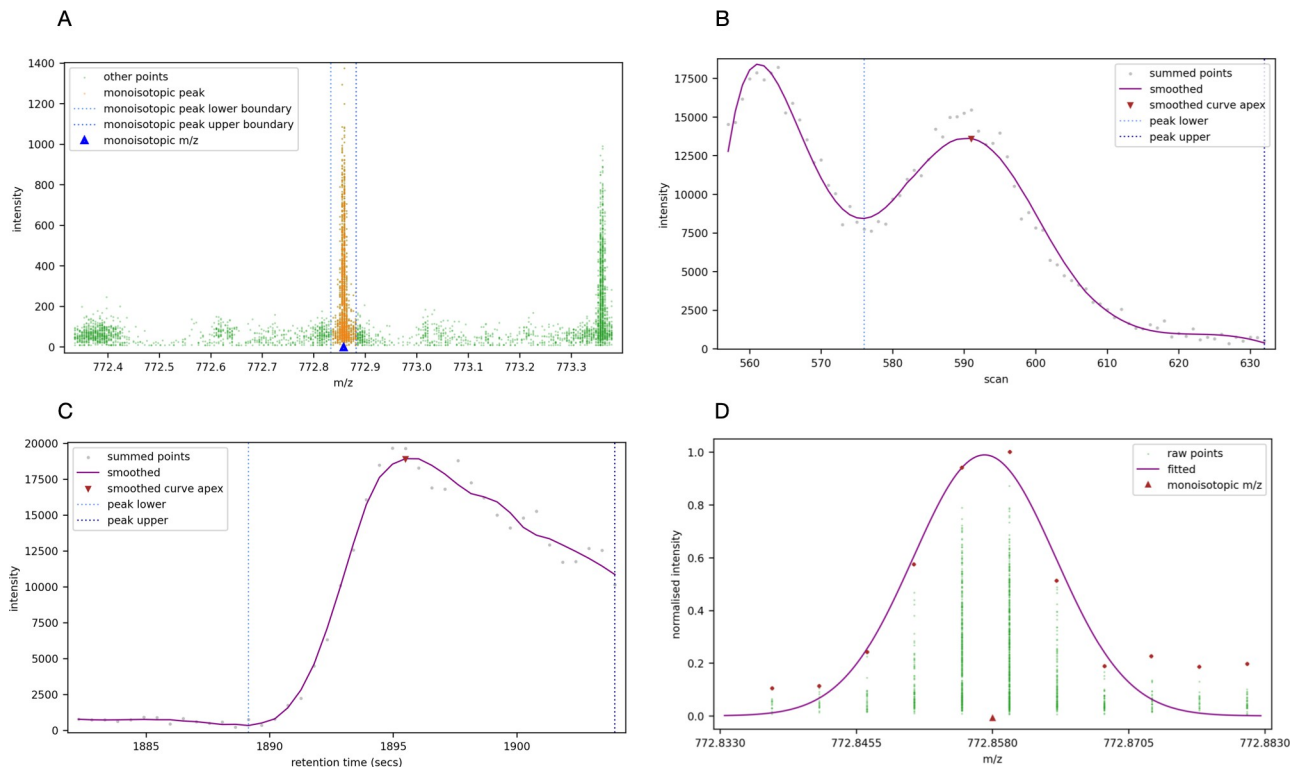 A
1400
1200
1000
800
600
400
200
0
intensity
other points
monoisotopic peak
monoisotopic peak lower boundary
monoisotopic peak upper boundary
monoisotopic m/z
772.4 772.5 772.6 772.7 772.8 772.9 773.0 773.1 773.2 773.3
m/z
B
17500
15000
12500
10000
7500
5000
2500
0
intensity
summed points
smoothed
smoothed curve apex
peak lower
peak upper
560 570 580 590 600 610 620 630
scan
C
20000
17500
15000
12500
10000
7500
5000
2500
0
intensity
summed points
smoothed
smoothed curve apex
peak lower
peak upper
1885 1890 1895 1900
retention time (secs)
D
1.0
0.8
0.6
0.4
0.2
0.0
normalised intensity
raw points
fitted
monoisotopic m/z
772.8330 772.8455 772.8580 772.8705 772.8830
m/z